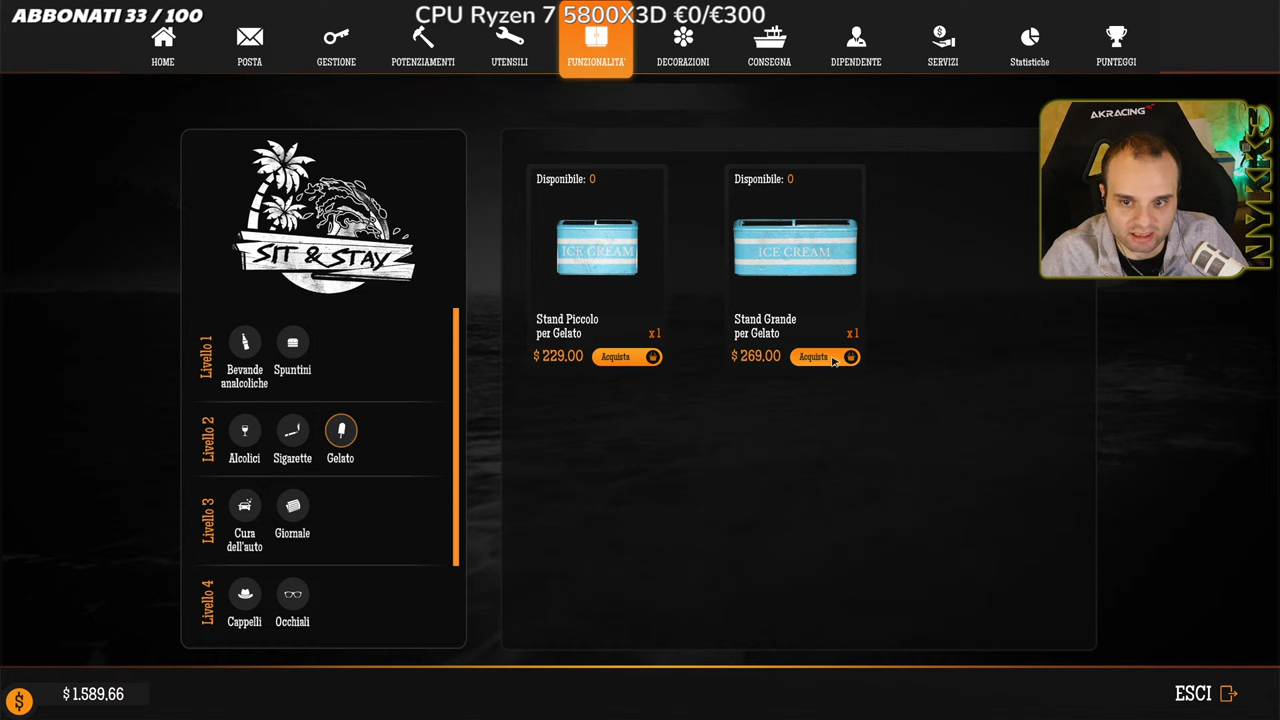 ABBONATI 33 / 100
CPU Ryzen 7 5800X3D €0/€300
HOME
POSTA
GESTIONE
POTENZIAMENTI
UTENSILI
FUNZIONALITA'
DECORAZIONI
CONSEGNA
DIPENDENTE
SERVIZI
Statistiche
PUNTEGGI
AKRACING
NYKK3
SIT & STAY
Livello 1
Bevande
analcoliche
Spuntini
Livello 2
Alcolici
Sigarette
Gelato
Livello 3
Cura
dell'auto
Giornale
Livello 4
Cappelli
Occhiali
Disponibile: 0
ICE CREAM
Stand Piccolo
per Gelato x1
$ 229,00 Acquista
Disponibile: 0
ICE CREAM
Stand Grande
per Gelato x1
$ 269,00 Acquista
$ $ 1.589,66
ESCI